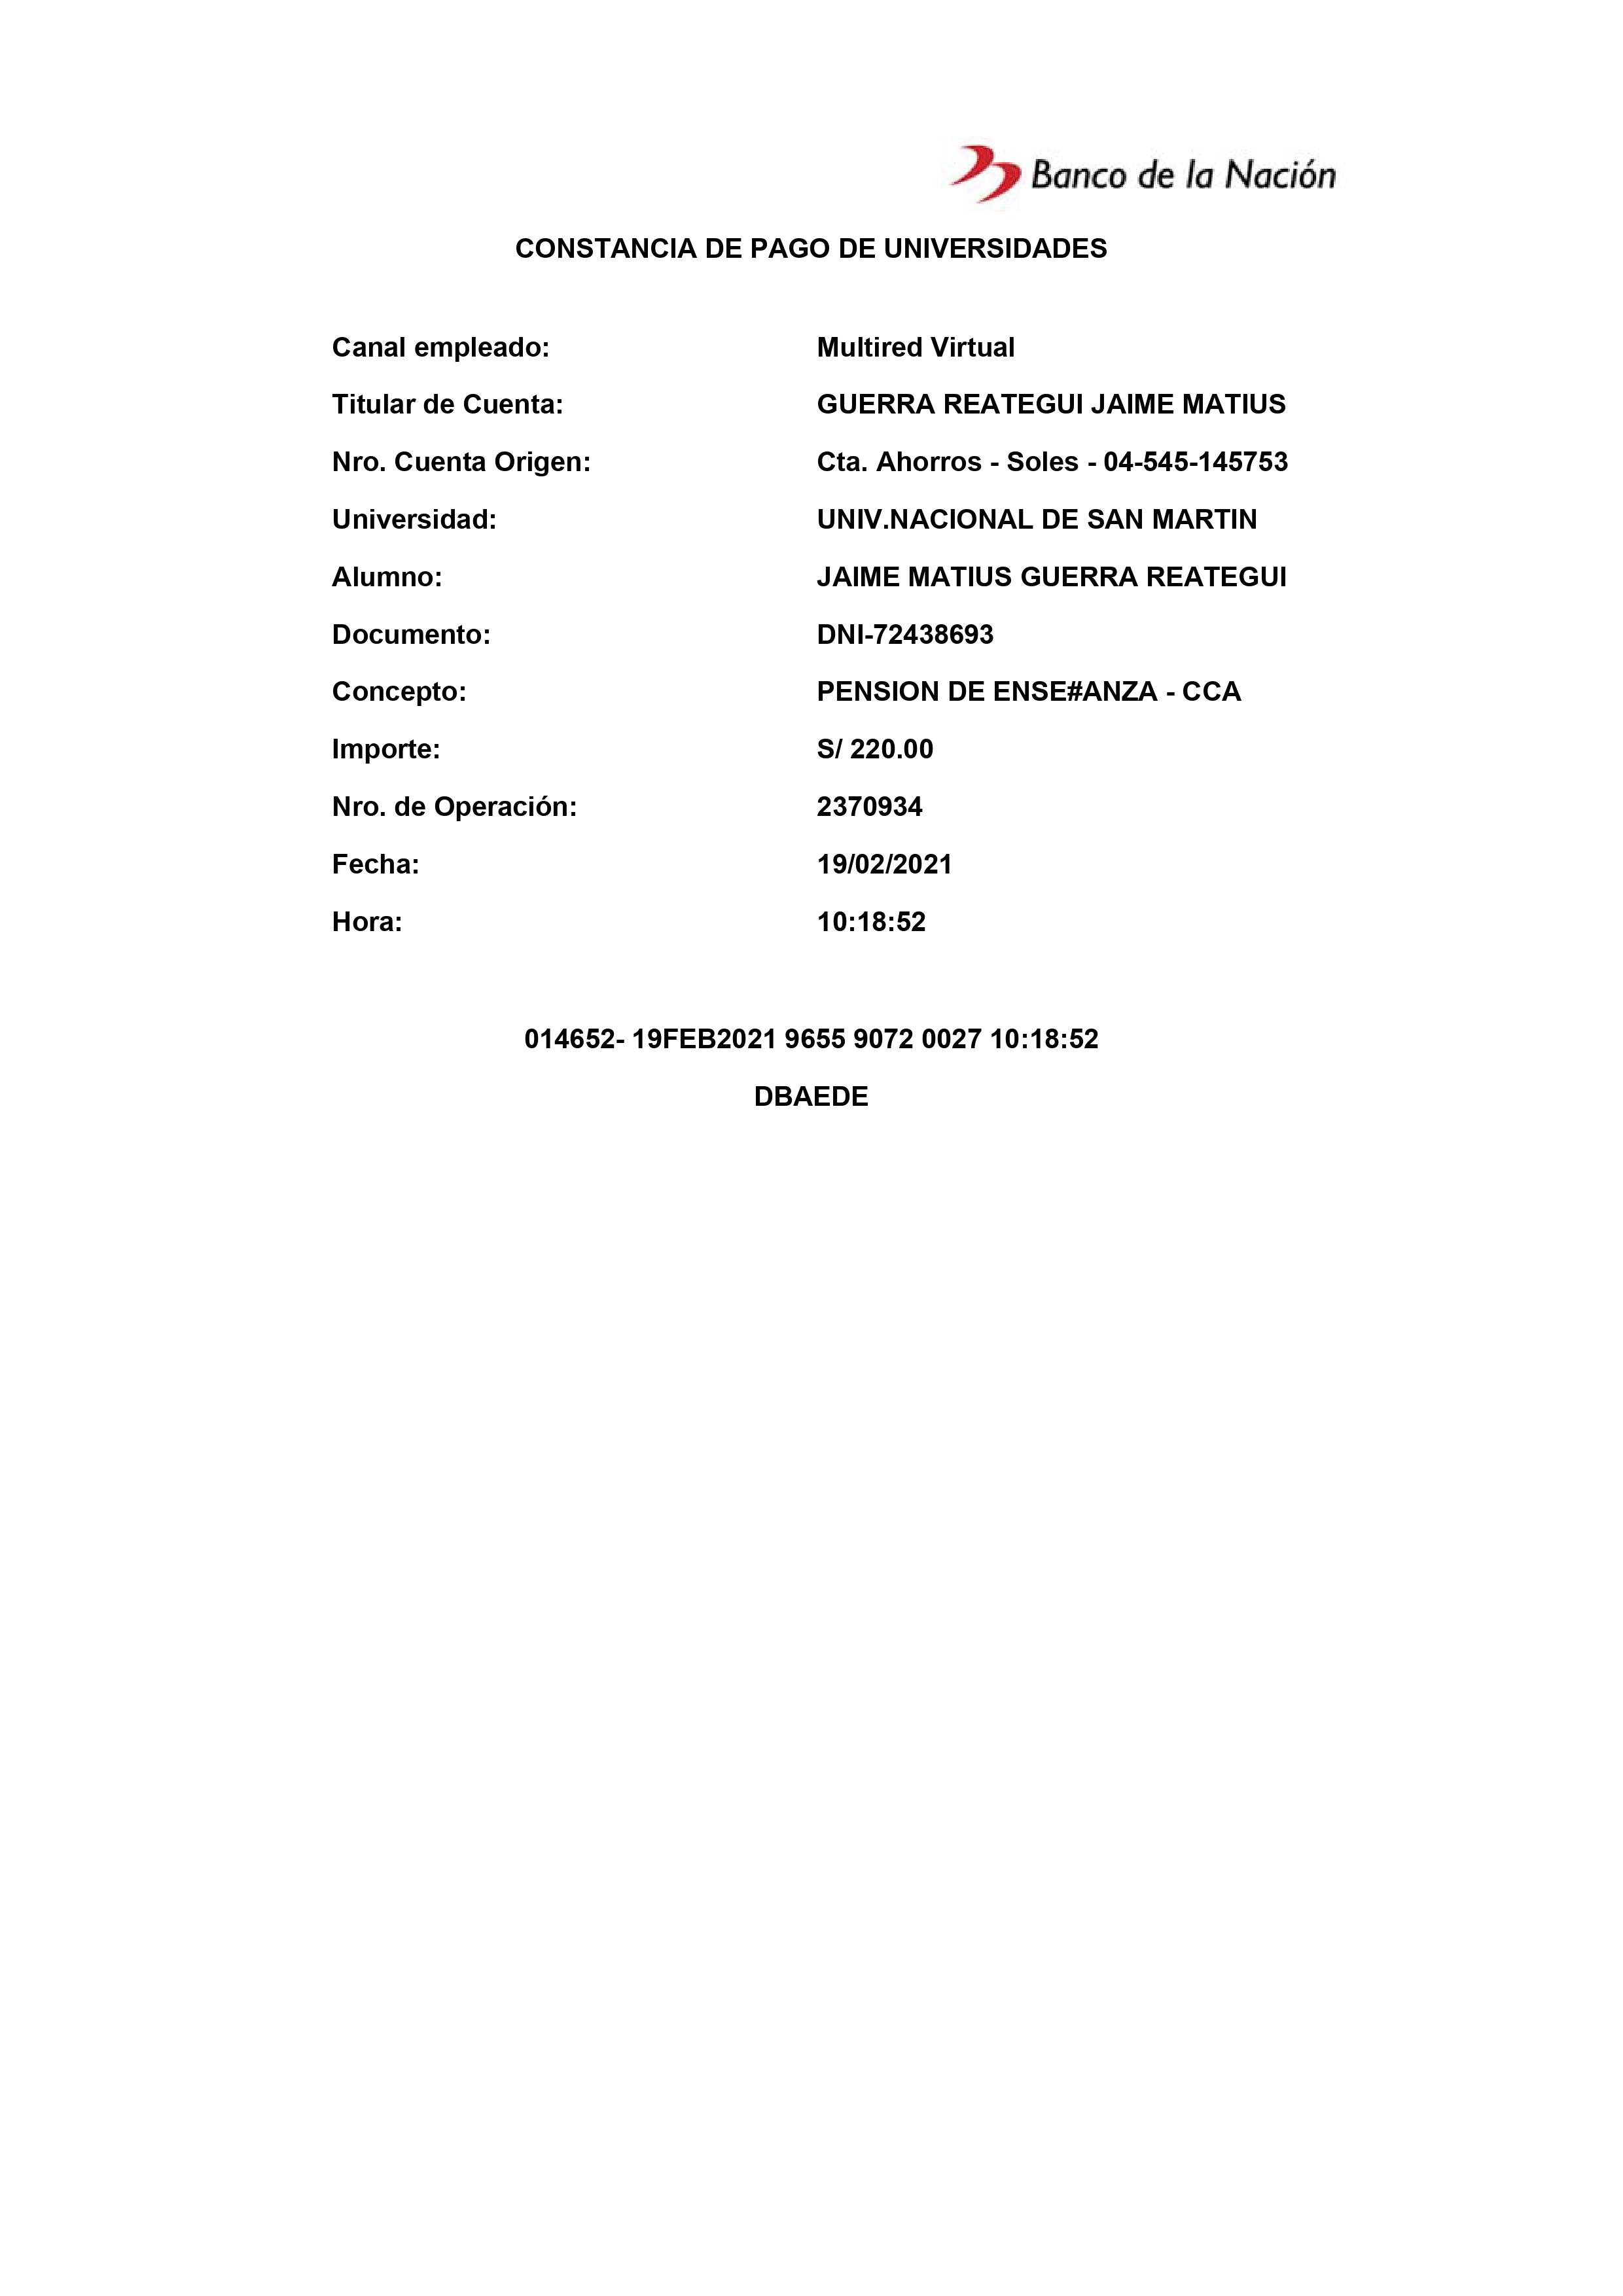 Banco de la Nación
CONSTANCIA DE PAGO DE UNIVERSIDADES
Canal empleado: Multired Virtual
Titular de Cuenta: GUERRA REATEGUI JAIME MATIUS
Nro. Cuenta Origen: Cta. Ahorros - Soles - 04-545-145753
Universidad: UNIV.NACIONAL DE SAN MARTIN
Alumno: JAIME MATIUS GUERRA REATEGUI
Documento: DNI-72438693
Concepto: PENSION DE ENSE#ANZA - CCA
Importe: S/ 220.00
Nro. de Operación: 2370934
Fecha: 19/02/2021
Hora: 10:18:52
014652- 19FEB2021 9655 9072 0027 10:18:52
DBAEDE